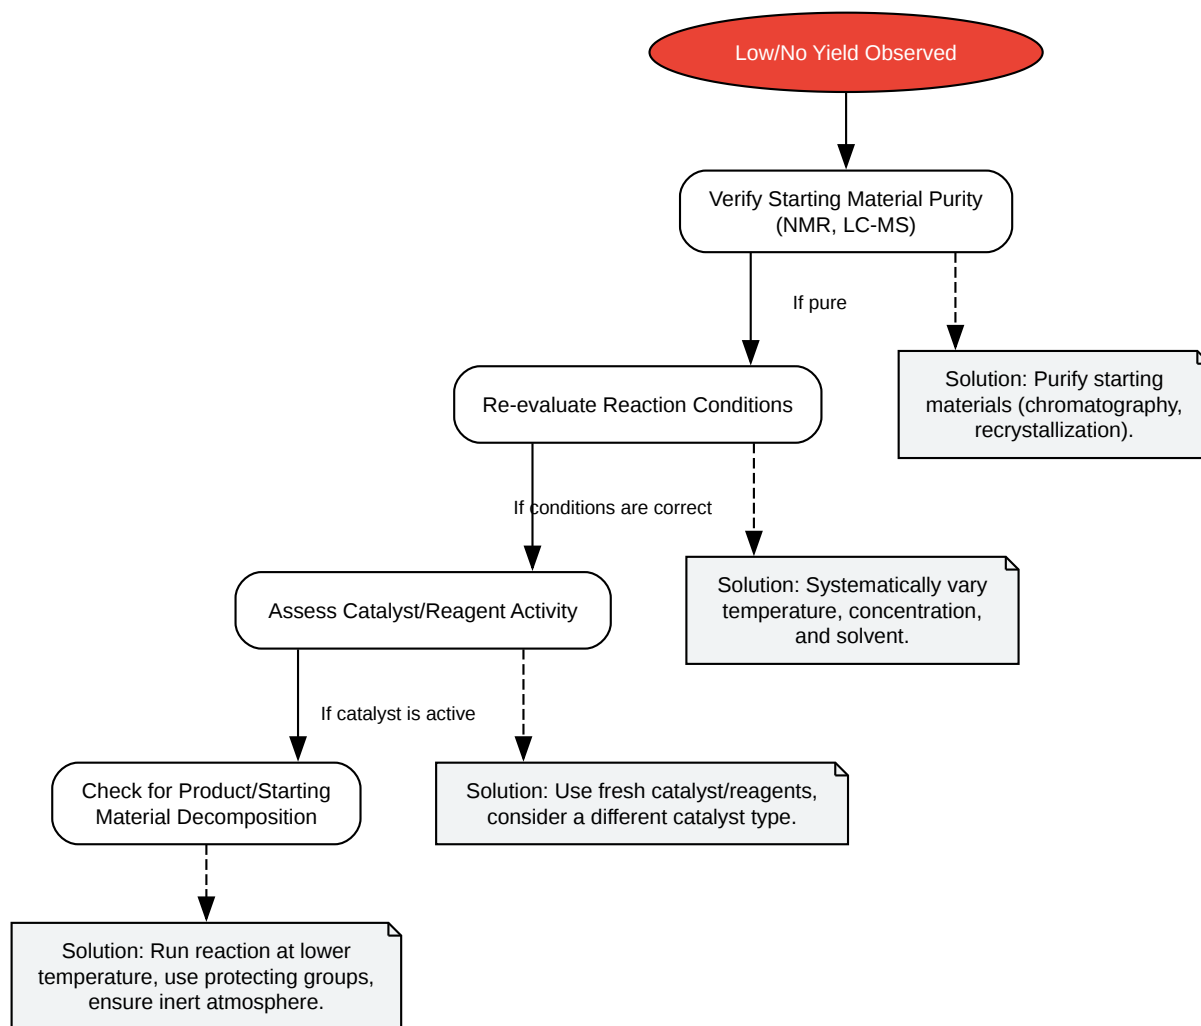 Low/No Yield Observed
Verify Starting Material Purity
(NMR, LC-MS)
If pure
Solution: Purify starting
materials (chromatography,
recrystallization).
Re-evaluate Reaction Conditions
If conditions are correct
Solution: Systematically vary
temperature, concentration,
and solvent.
Assess Catalyst/Reagent Activity
If catalyst is active
Solution: Use fresh catalyst/reagents,
consider a different catalyst type.
Check for Product/Starting
Material Decomposition
Solution: Run reaction at lower
temperature, use protecting groups,
ensure inert atmosphere.